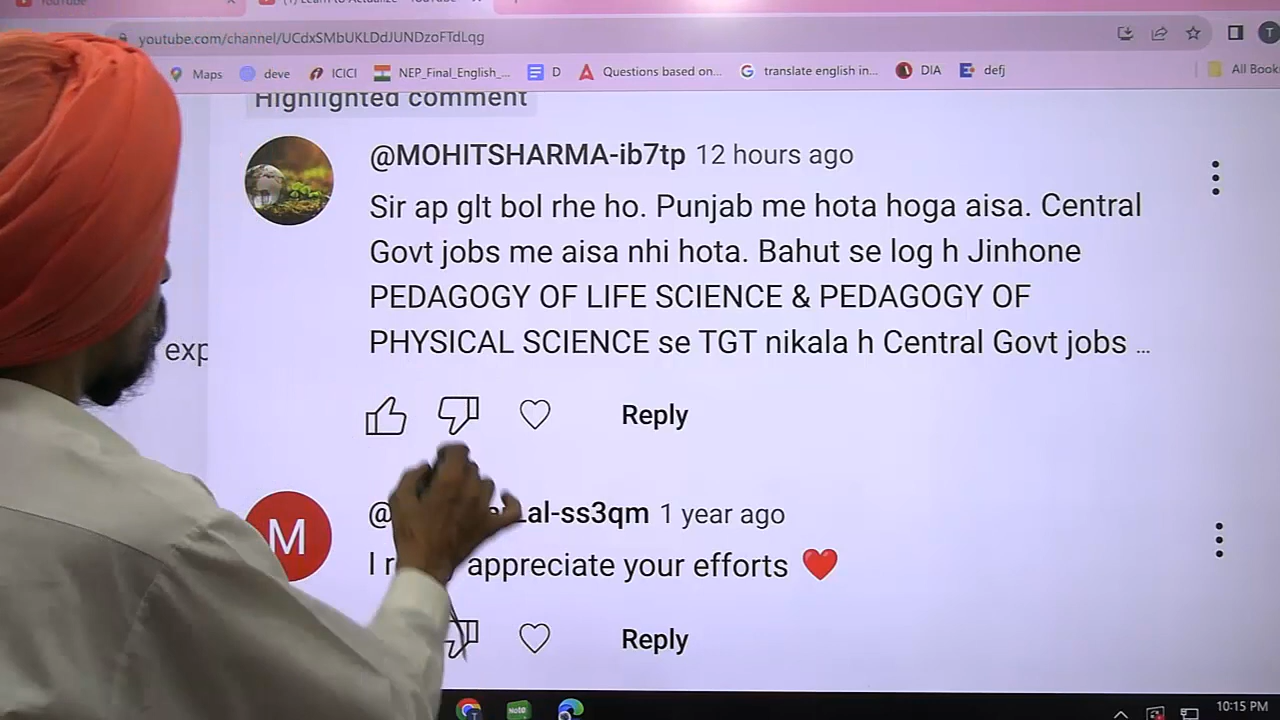 YouTube
youtube.com/channel/UCdxSMbUKLDdJUNDzoFTdLqg
Maps deve ICICI NEP_Final_English_... D Questions based on... translate english in... DIA defj All Book
T
Highlighted comment
@MOHITSHARMA-ib7tp 12 hours ago
Sir ap glt bol rhe ho. Punjab me hota hoga aisa. Central
Govt jobs me aisa nhi hota. Bahut se log h Jinhone
PEDAGOGY OF LIFE SCIENCE & PEDAGOGY OF
PHYSICAL SCIENCE se TGT nikala h Central Govt jobs ...
exp
Reply
M
@ al-ss3qm 1 year ago
I appreciate your efforts ❤️
Reply
Note
10:15 PM